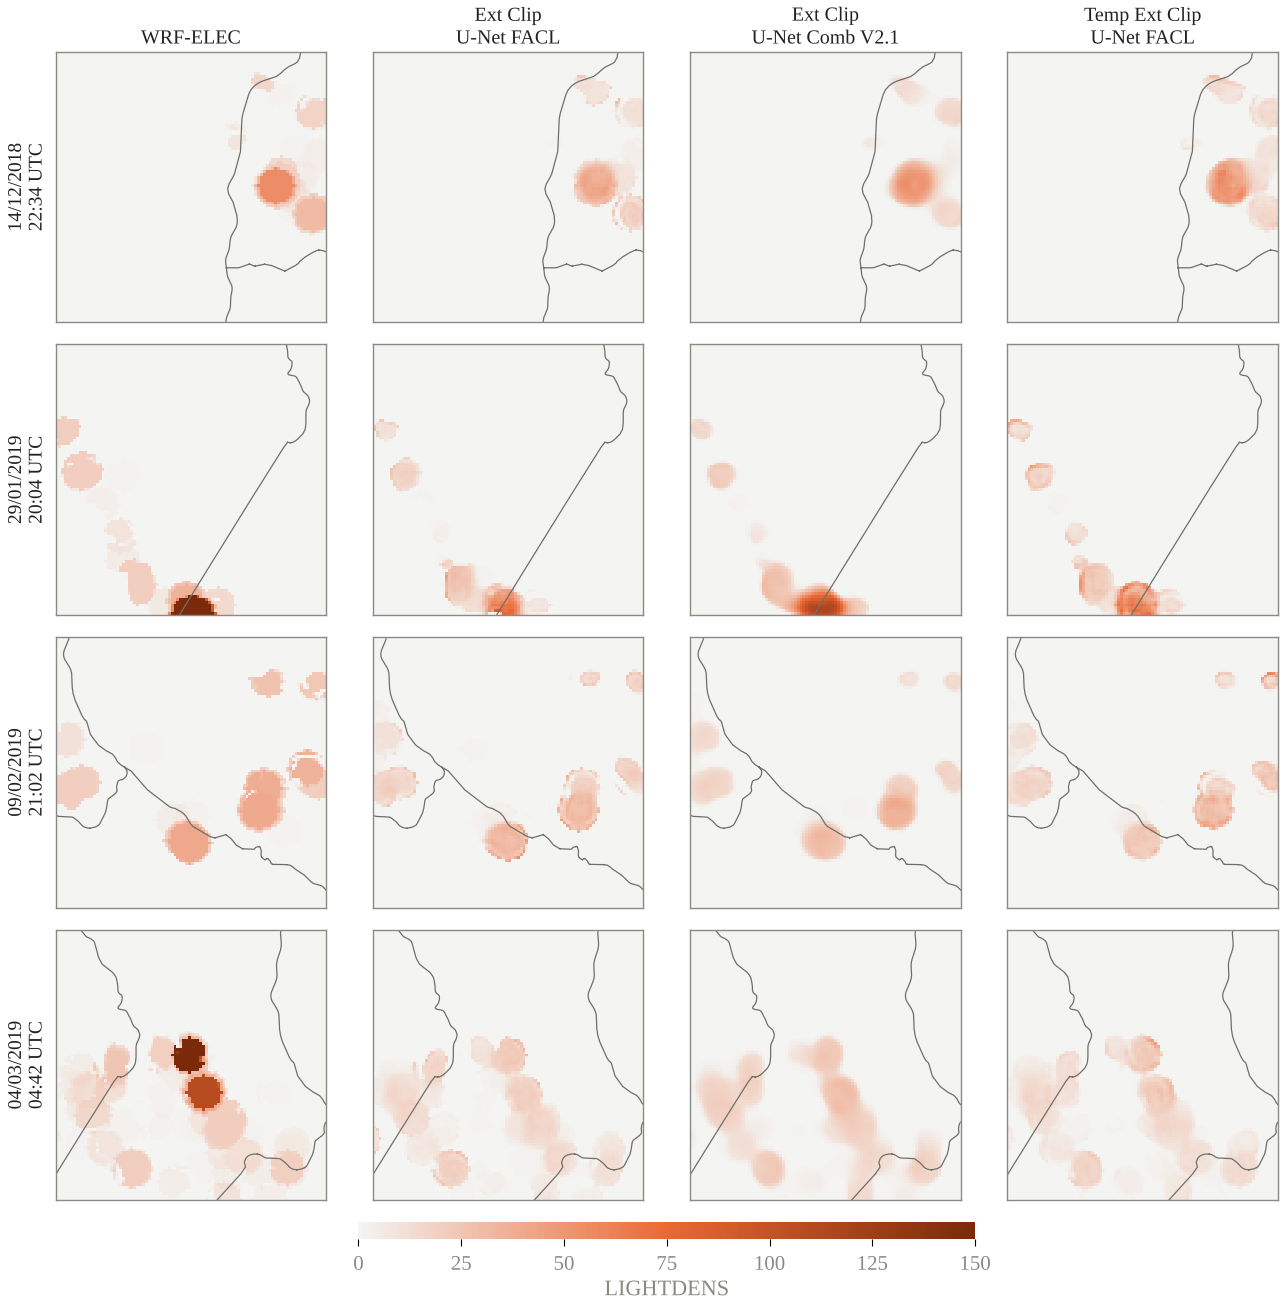 WRF-ELEC
Ext Clip
U-Net FACL
Ext Clip
U-Net Comb V2.1
Temp Ext Clip
U-Net FACL
14/12/2018
22:34 UTC
29/01/2019
20:04 UTC
09/02/2019
21:02 UTC
04/03/2019
04:42 UTC
0 25 50 75 100 125 150
LIGHTDENS